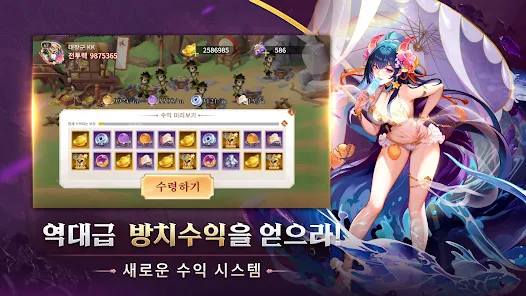 대장군 KK
전투력 9875365
2586985
586
수익 미리보기
수령하기
역대급 방치수익을 얻으라!
새로운 수익 시스템